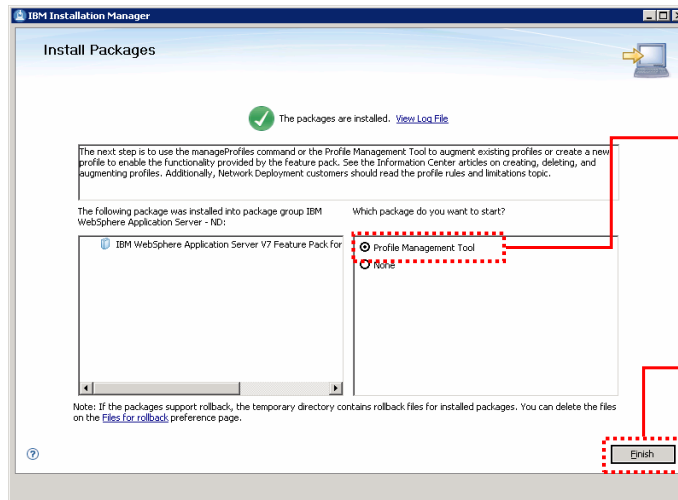 IBM Installation Manager
Install Packages
The packages are installed. View Log File
The next step is to use the manageProfiles command or the Profile Management Tool to augment existing profiles or create a new
profile to enable the functionality provided by the feature pack. See the Information Center articles on creating, deleting, and
augmenting profiles. Additionally, Network Deployment customers should read the profile rules and limitations topic.
The following package was installed into package group IBM
WebSphere Application Server - ND:
IBM WebSphere Application Server V7 Feature Pack for
Which package do you want to start?
Profile Management Tool
None
Note: If the packages support rollback, the temporary directory contains rollback files for installed packages. You can delete the files
on the Files for rollback preference page.
?
Finish